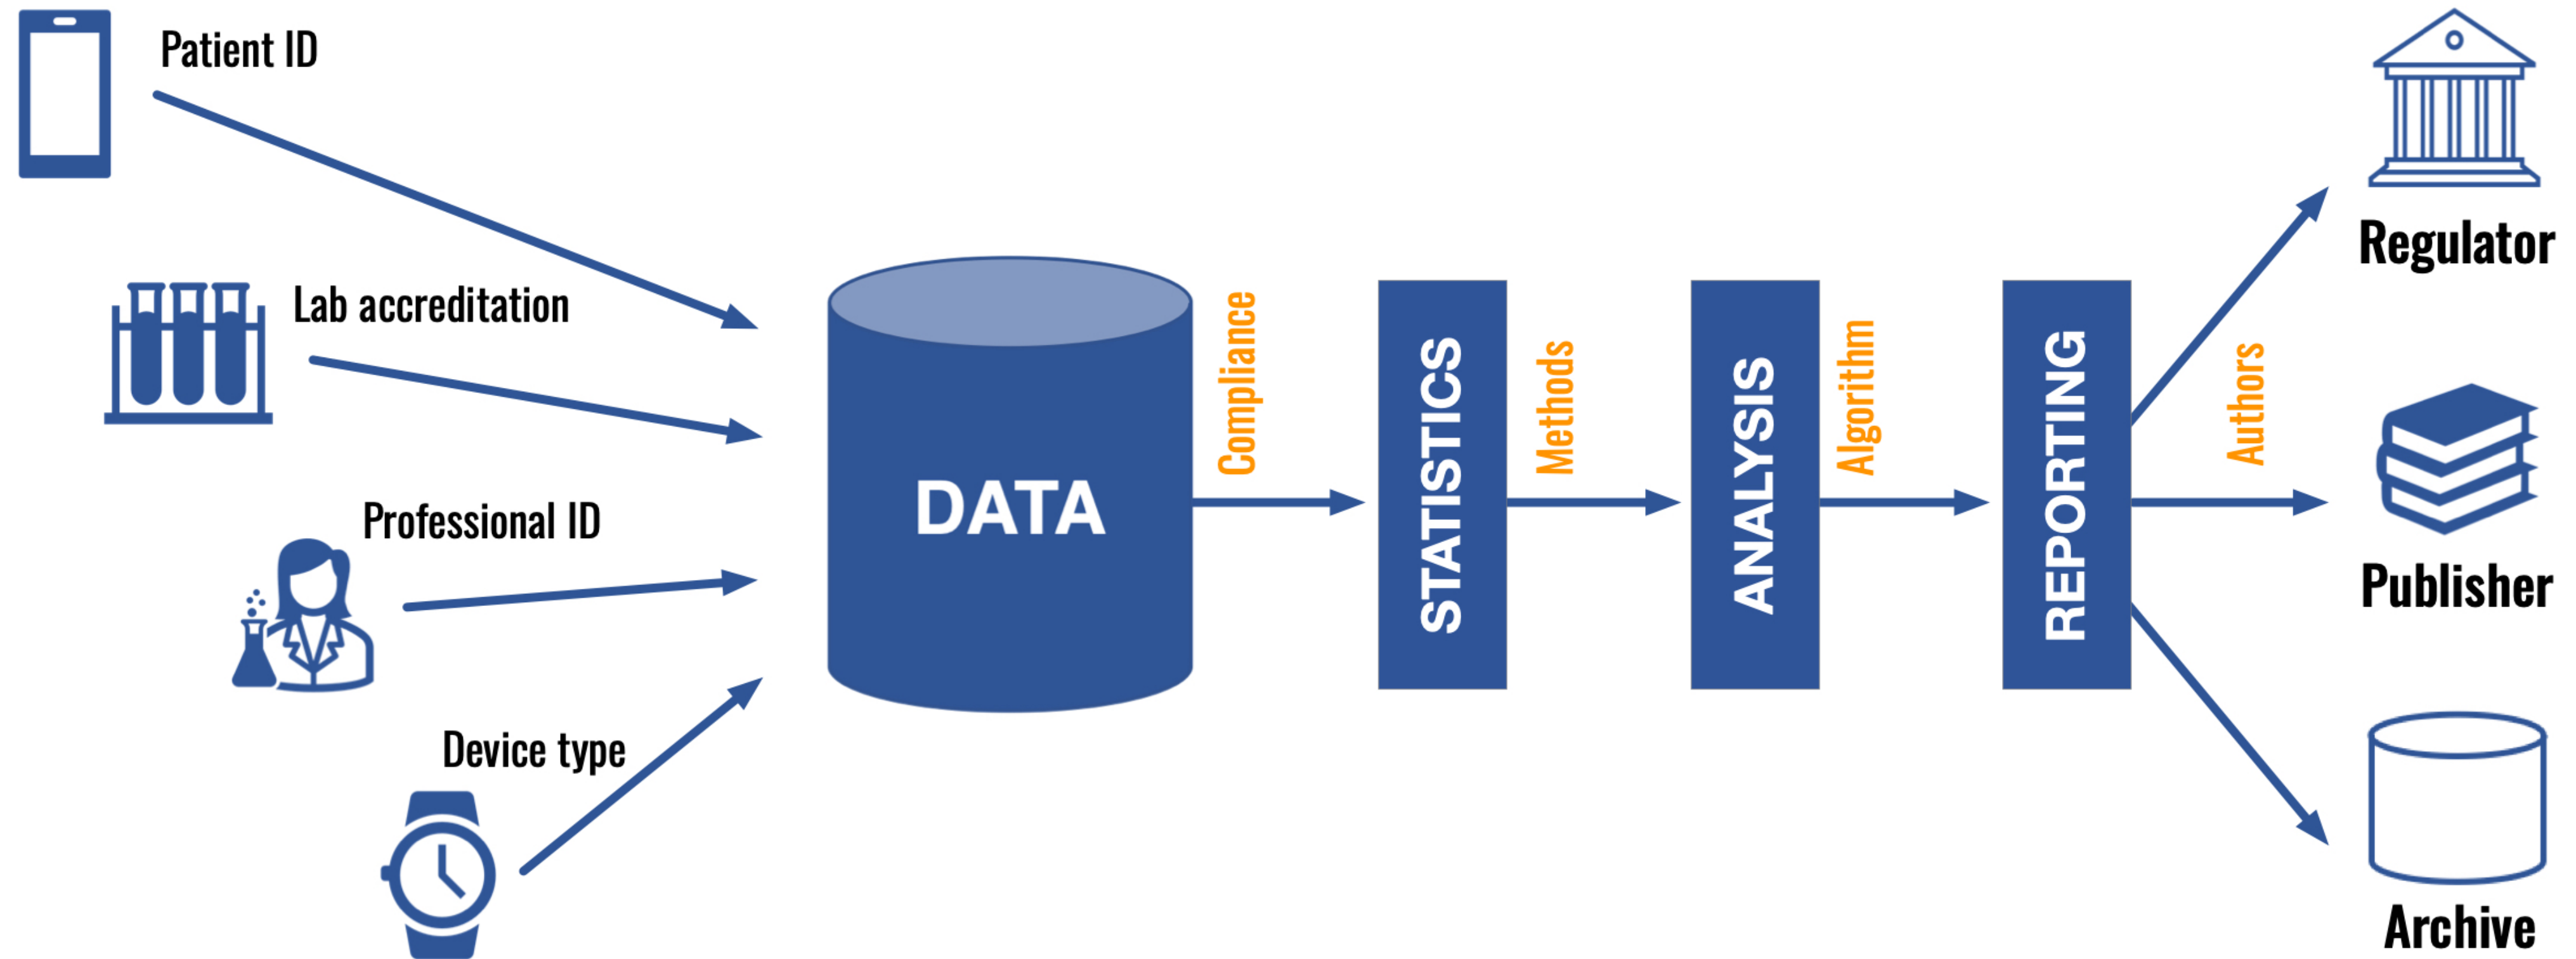 Patient ID
Lab accreditation
Professional ID
Device type
DATA
Compliance
STATISTICS
Methods
ANALYSIS
Algorithm
REPORTING
Authors
Regulator
Publisher
Archive